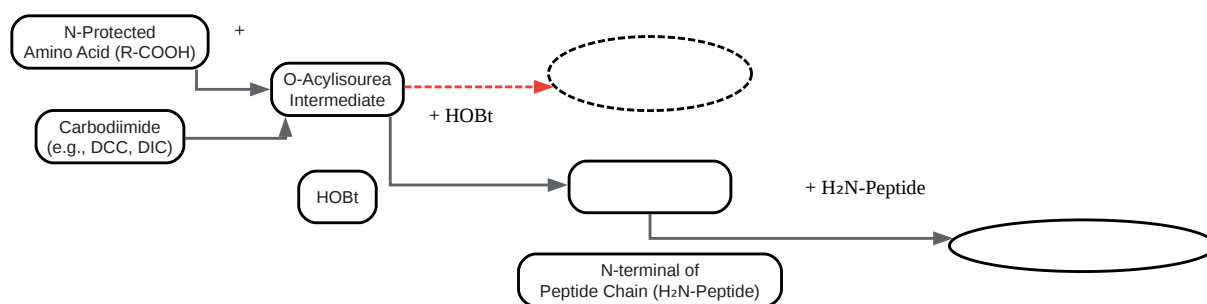 N-Protected
Amino Acid (R-COOH)
+
O-Acylisourea
Intermediate
+ HOBt
Carbodiimide
(e.g., DCC, DIC)
HOBt
+ H₂N-Peptide
N-terminal of
Peptide Chain (H₂N-Peptide)